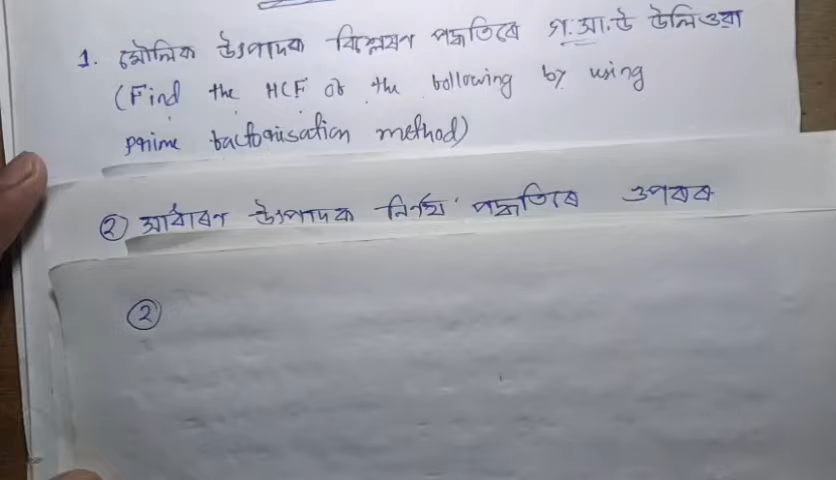 1. মৌলিক উৎপাদক বিশ্লেষণ পদ্ধতিৰে গ.সা.উ উলিওৱা
(Find the HCF of the following by using
prime factorisation method)
② সাধাৰণ উৎপাদক নিৰ্ণয় পদ্ধতিৰে ওপৰৰ
②